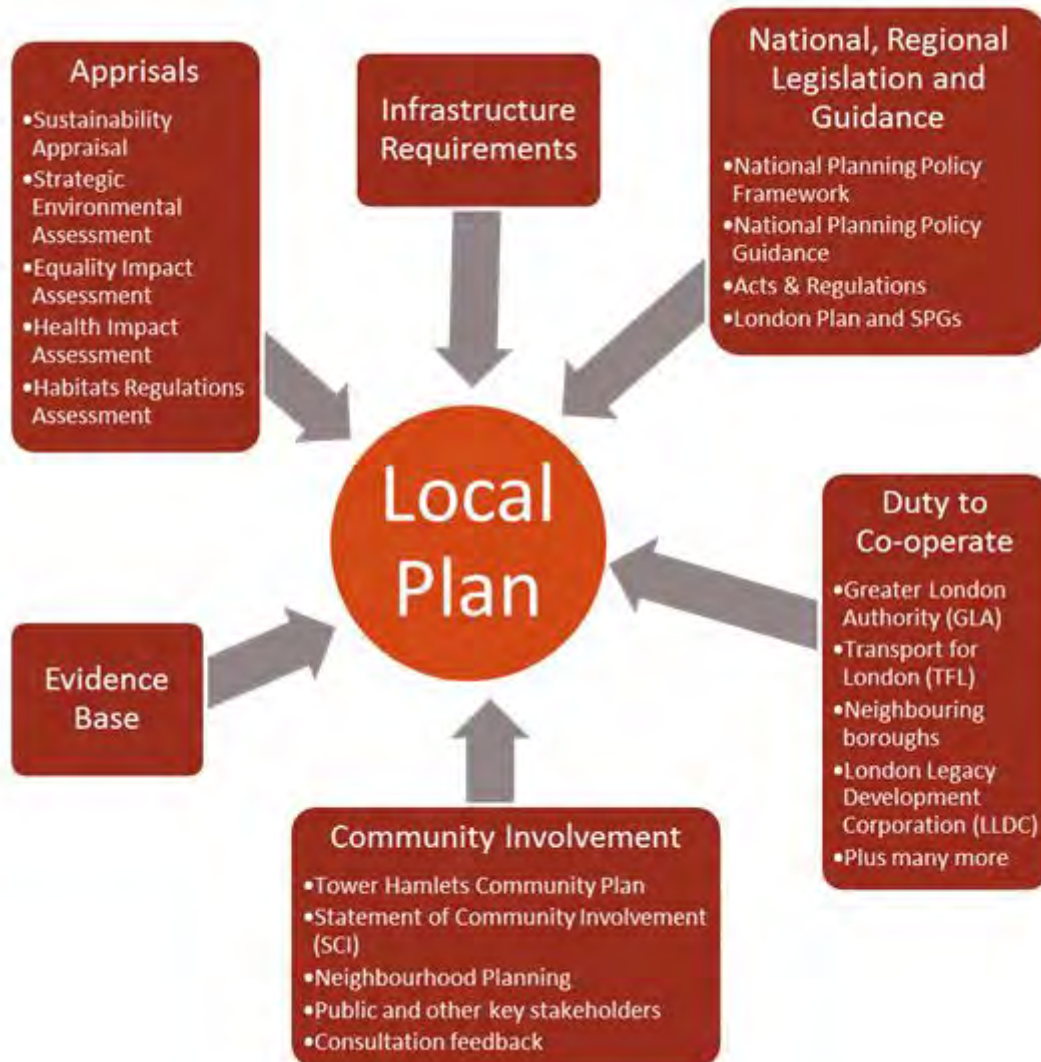 Apprisals
•Sustainability
Appraisal
•Strategic
Environmental
Assessment
•Equality Impact
Assessment
•Health Impact
Assessment
•Habitats Regulations
Assessment
Infrastructure
Requirements
National, Regional
Legislation and
Guidance
•National Planning Policy
Framework
•National Planning Policy
Guidance
•Acts & Regulations
•London Plan and SPGs
Local
Plan
Duty to
Co-operate
•Greater London
Authority (GLA)
•Transport for
London (TFL)
•Neighbouring
boroughs
•London Legacy
Development
Corporation (LLDC)
•Plus many more
Evidence
Base
Community Involvement
•Tower Hamlets Community Plan
•Statement of Community Involvement
(SCI)
•Neighbourhood Planning
•Public and other key stakeholders
•Consultation feedback